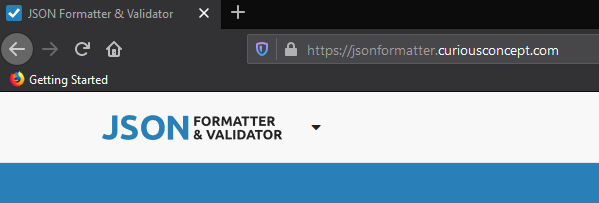 JSON Formatter & Validator
https://jsonformatter.curiousconcept.com
Getting Started
JSON FORMATTER
& VALIDATOR